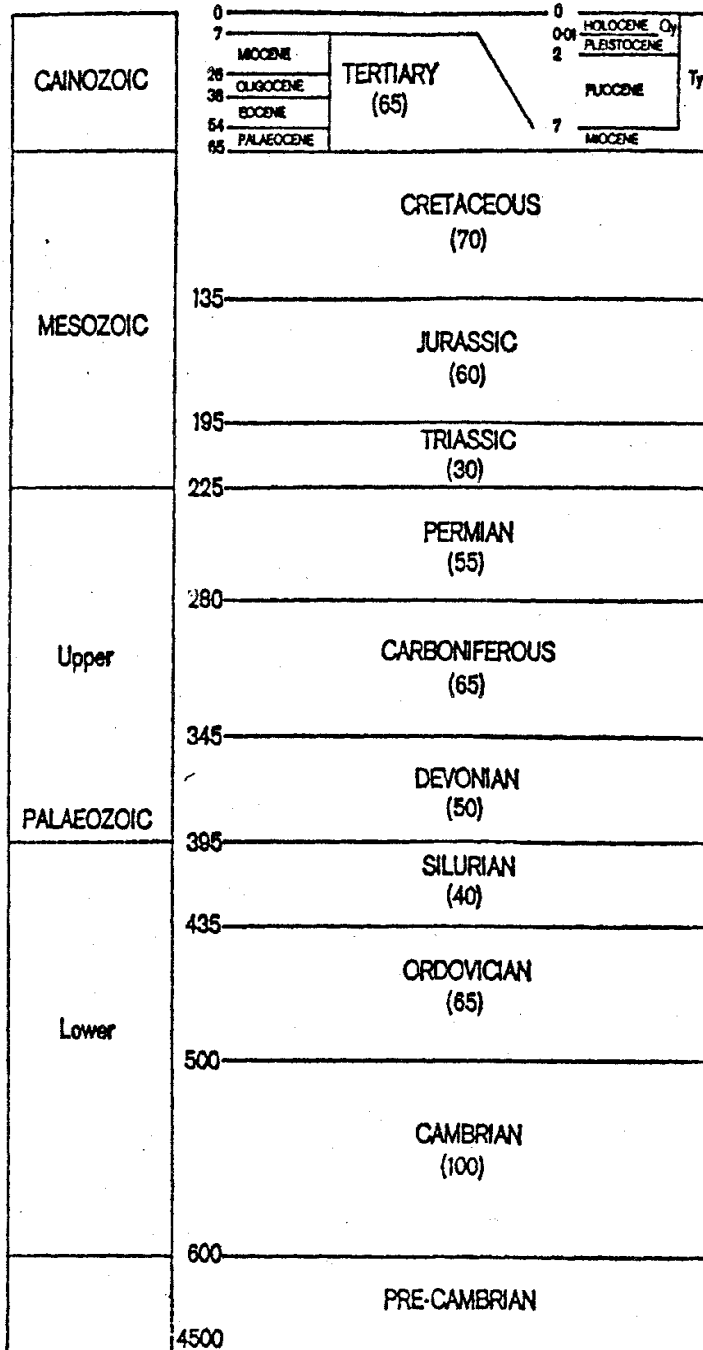 0
0
7
HOLOCENE Qy
0·01
PLEISTOCENE
2
MIOCENE
CAINOZOIC
26
TERTIARY
PLIOCENE
Ty
OLIGOCENE
38
(65)
EOCENE
54
7
PALAEOCENE
MIOCENE
65
CRETACEOUS
(70)
135
MESOZOIC
JURASSIC
(60)
195
TRIASSIC
(30)
225
PERMIAN
(55)
280
Upper
CARBONIFEROUS
(65)
345
DEVONIAN
(50)
PALAEOZOIC
395
SILURIAN
(40)
435
ORDOVICIAN
(65)
Lower
500
CAMBRIAN
(100)
600
PRE-CAMBRIAN
4500